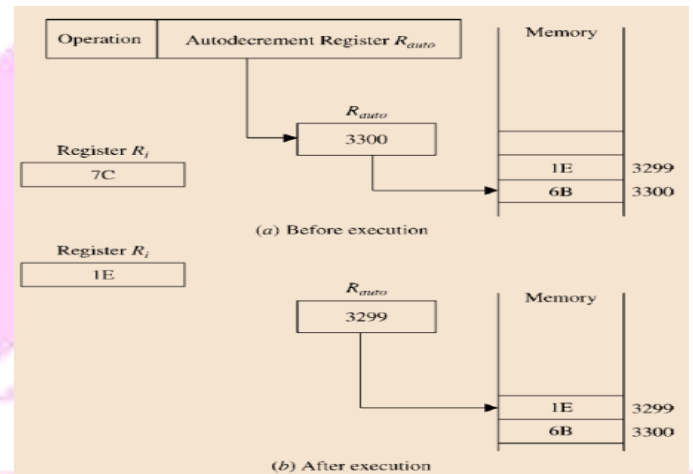 Operation Autodecrement Register Rauto
Memory
Rauto
3300
Register Ri
7C
1E 3299
6B 3300
(a) Before execution
Register Ri
1E
Rauto
3299
Memory
1E 3299
6B 3300
(b) After execution